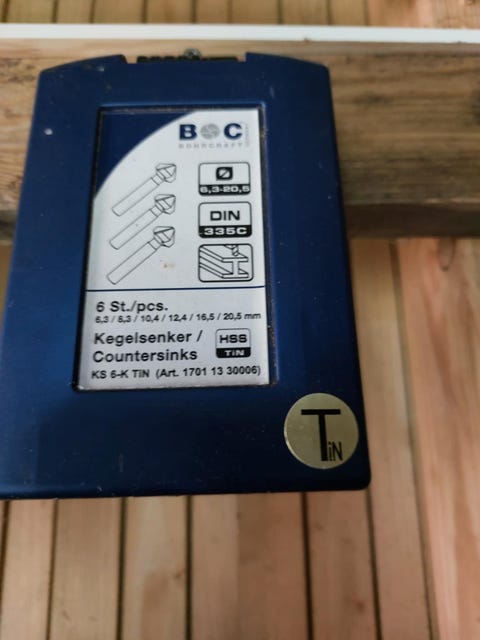 BOC
BOHRCRAFT
GERMANY
Ø
6,3-20,5
DIN
335C
6 St./pcs.
6,3 / 8,3 / 10,4 / 12,4 / 16,5 / 20,5 mm
Kegelsenker /
Countersinks
HSS
TiN
KS 6-K TiN (Art. 1701 13 30006)
TiN